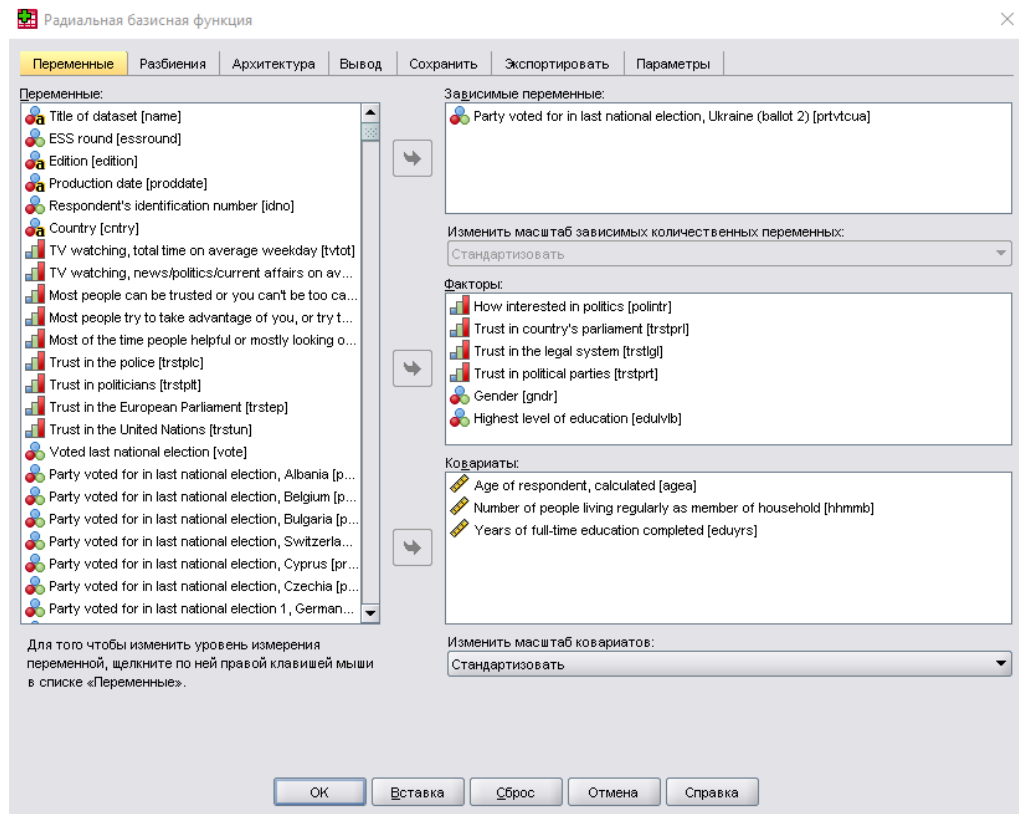 Радиальная базисная функция
Переменные
Разбиения
Архитектура
Вывод
Сохранить
Экспортировать
Параметры
Переменные:
Title of dataset [name]
ESS round [essround]
Edition [edition]
Production date [proddate]
Respondent's identification number [idno]
Country [cntry]
TV watching, total time on average weekday [tvtot]
TV watching, news/politics/current affairs on av...
Most people can be trusted or you can't be too ca...
Most people try to take advantage of you, or try t...
Most of the time people helpful or mostly looking o...
Trust in the police [trstplc]
Trust in politicians [trstplt]
Trust in the European Parliament [trstep]
Trust in the United Nations [trstun]
Voted last national election [vote]
Party voted for in last national election, Albania [p...
Party voted for in last national election, Belgium [p...
Party voted for in last national election, Bulgaria [p...
Party voted for in last national election, Switzerla...
Party voted for in last national election, Cyprus [pr...
Party voted for in last national election, Czechia [p...
Party voted for in last national election 1, German...
Для того чтобы изменить уровень измерения
переменной, щелкните по ней правой клавишей мыши
в списке «Переменные».
Зависимые переменные:
Party voted for in last national election, Ukraine (ballot 2) [prtvtcua]
Изменить масштаб зависимых количественных переменных:
Стандартизовать
Факторы:
How interested in politics [polintr]
Trust in country's parliament [trstprl]
Trust in the legal system [trstlgl]
Trust in political parties [trstprt]
Gender [gndr]
Highest level of education [edulvlb]
Ковариаты:
Age of respondent, calculated [agea]
Number of people living regularly as member of household [hhmmb]
Years of full-time education completed [eduyrs]
Изменить масштаб ковариатов:
Стандартизовать
ОК
Вставка
Сброс
Отмена
Справка